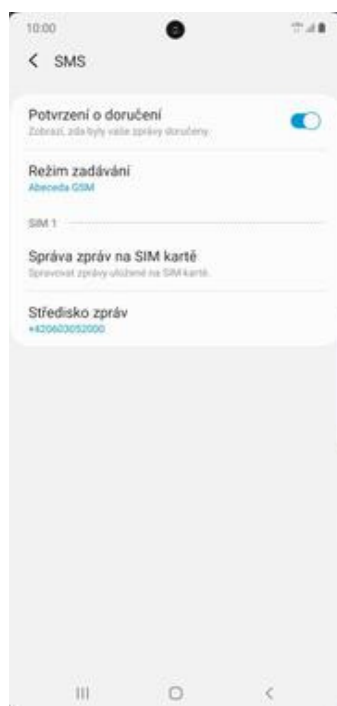 10:00
SMS
Potvrzení o doručení
Zobrazí, zda byly vaše zprávy doručeny.
Režim zadávání
Abeceda GSM
SIM 1
Správa zpráv na SIM kartě
Spravovat zprávy uložené na SIM kartě.
Středisko zpráv
+420603052000